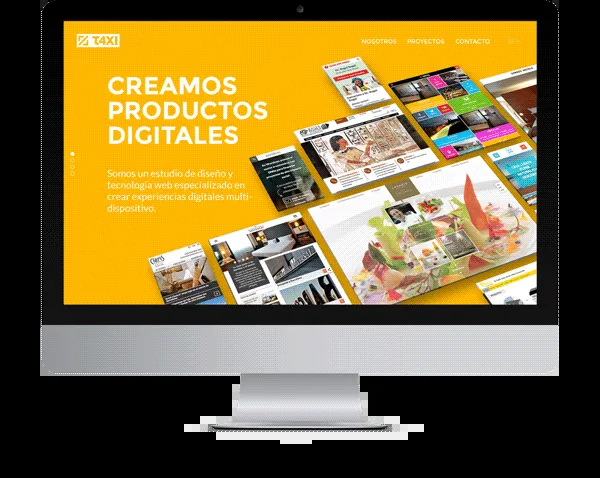 T4XI
NOSOTROS PROYECTOS CONTACTO
CREAMOS
PRODUCTOS
DIGITALES
Somos un estudio de diseño y
tecnología web especializado en
crear experiencias digitales multi-
dispositivo.